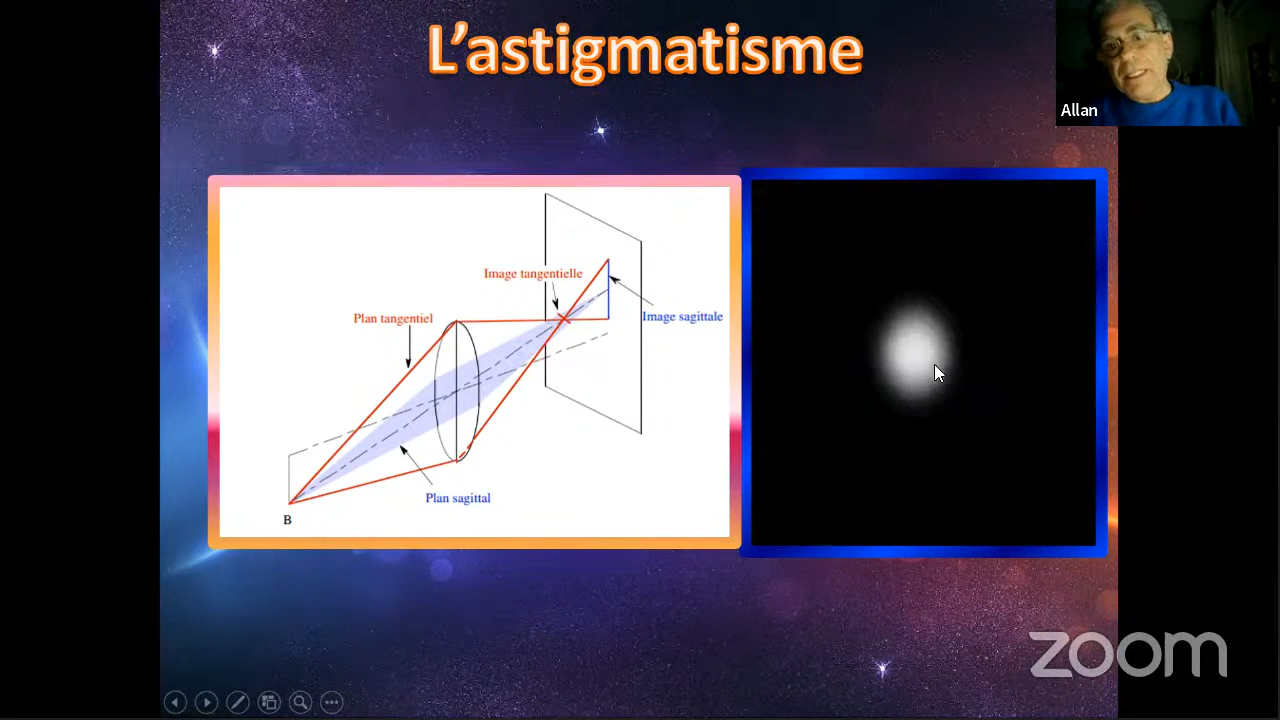 L'astigmatisme
Allan
Image tangentielle
Plan tangentiel
Image sagittale
Plan sagittal
B
zoom